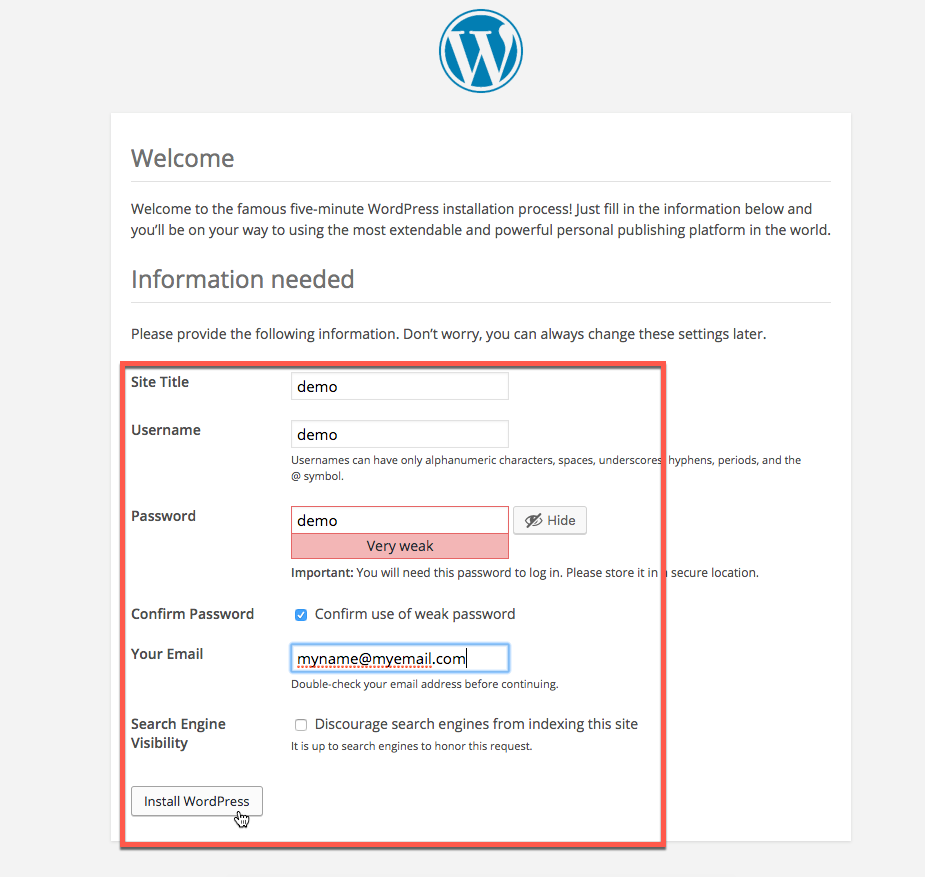 Welcome
Welcome to the famous five-minute WordPress installation process! Just fill in the information below and
you’ll be on your way to using the most extendable and powerful personal publishing platform in the world.
Information needed
Please provide the following information. Don’t worry, you can always change these settings later.
Site Title demo
Username demo
Usernames can have only alphanumeric characters, spaces, underscores, hyphens, periods, and the
@ symbol.
Password demo Hide
Very weak
Important: You will need this password to log in. Please store it in a secure location.
Confirm Password Confirm use of weak password
Your Email myname@myemail.com
Double-check your email address before continuing.
Search Engine Discourage search engines from indexing this site
Visibility It is up to search engines to honor this request.
Install WordPress